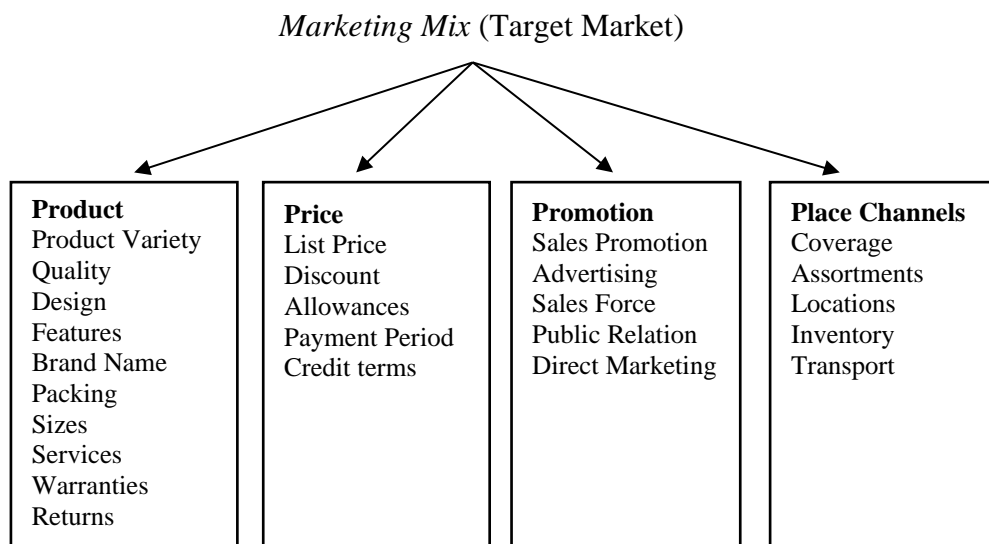 Marketing Mix (Target Market)
Product
Product Variety
Quality
Design
Features
Brand Name
Packing
Sizes
Services
Warranties
Returns
Price
List Price
Discount
Allowances
Payment Period
Credit terms
Promotion
Sales Promotion
Advertising
Sales Force
Public Relation
Direct Marketing
Place Channels
Coverage
Assortments
Locations
Inventory
Transport